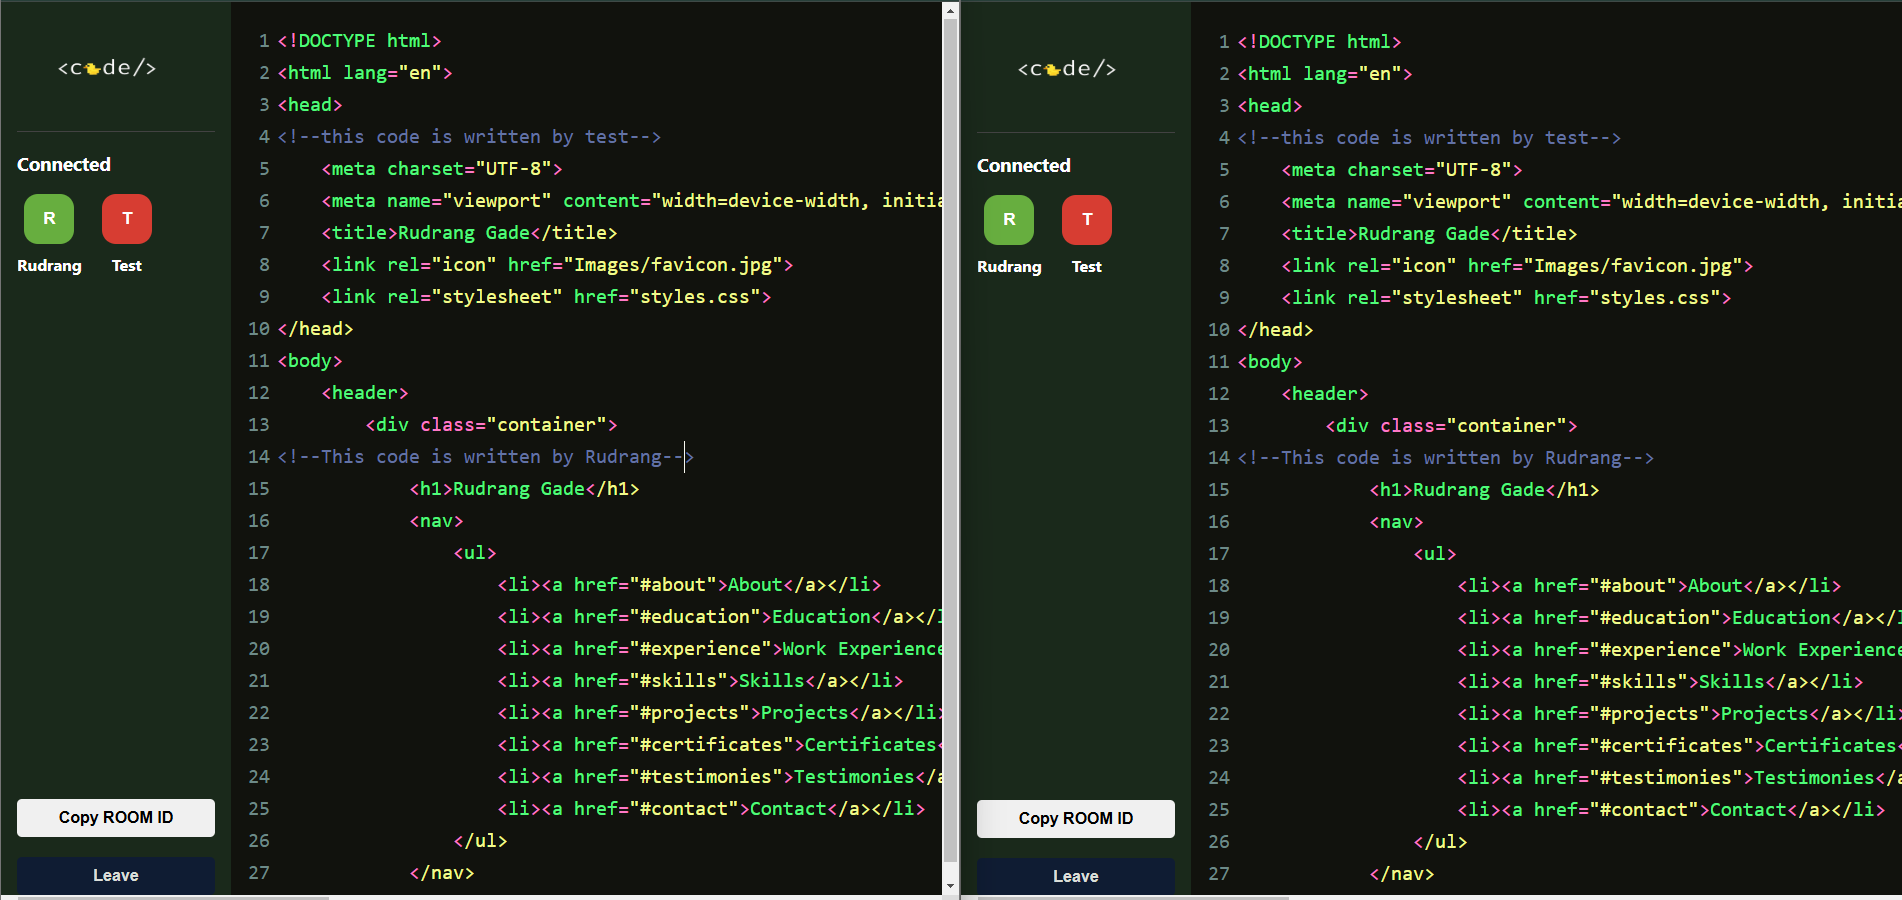 <code/>
Connected
R
T
Rudrang
Test
Copy ROOM ID
Leave
1 <!DOCTYPE html>
2 <html lang="en">
3 <head>
4 <!--this code is written by test-->
5     <meta charset="UTF-8">
6     <meta name="viewport" content="width=device-width,
7     <title>Rudrang Gade</title>
8     <link rel="icon" href="Images/favicon.jpg">
9     <link rel="stylesheet" href="styles.css">
10 </head>
11 <body>
12     <header>
13         <div class="container">
14 <!--This code is written by Rudrang-->
15             <h1>Rudrang Gade</h1>
16             <nav>
17                 <ul>
18                     <li><a href="#about">About</a></li>
19                     <li><a href="#education">Education</a></
20                     <li><a href="#experience">Work Experience
21                     <li><a href="#skills">Skills</a></li>
22                     <li><a href="#projects">Projects</a></li>
23                     <li><a href="#certificates">Certificates<
24                     <li><a href="#testimonies">Testimonies</a
25                     <li><a href="#contact">Contact</a></li>
26                 </ul>
27             </nav>
<code/>
Connected
R
T
Rudrang
Test
Copy ROOM ID
Leave
1 <!DOCTYPE html>
2 <html lang="en">
3 <head>
4 <!--this code is written by test-->
5     <meta charset="UTF-8">
6     <meta name="viewport" content="width=device-width,
7     <title>Rudrang Gade</title>
8     <link rel="icon" href="Images/favicon.jpg">
9     <link rel="stylesheet" href="styles.css">
10 </head>
11 <body>
12     <header>
13         <div class="container">
14 <!--This code is written by Rudrang-->
15             <h1>Rudrang Gade</h1>
16             <nav>
17                 <ul>
18                     <li><a href="#about">About</a></li>
19                     <li><a href="#education">Education</a></
20                     <li><a href="#experience">Work Experience
21                     <li><a href="#skills">Skills</a></li>
22                     <li><a href="#projects">Projects</a></li>
23                     <li><a href="#certificates">Certificates<
24                     <li><a href="#testimonies">Testimonies</a
25                     <li><a href="#contact">Contact</a></li>
26                 </ul>
27             </nav>